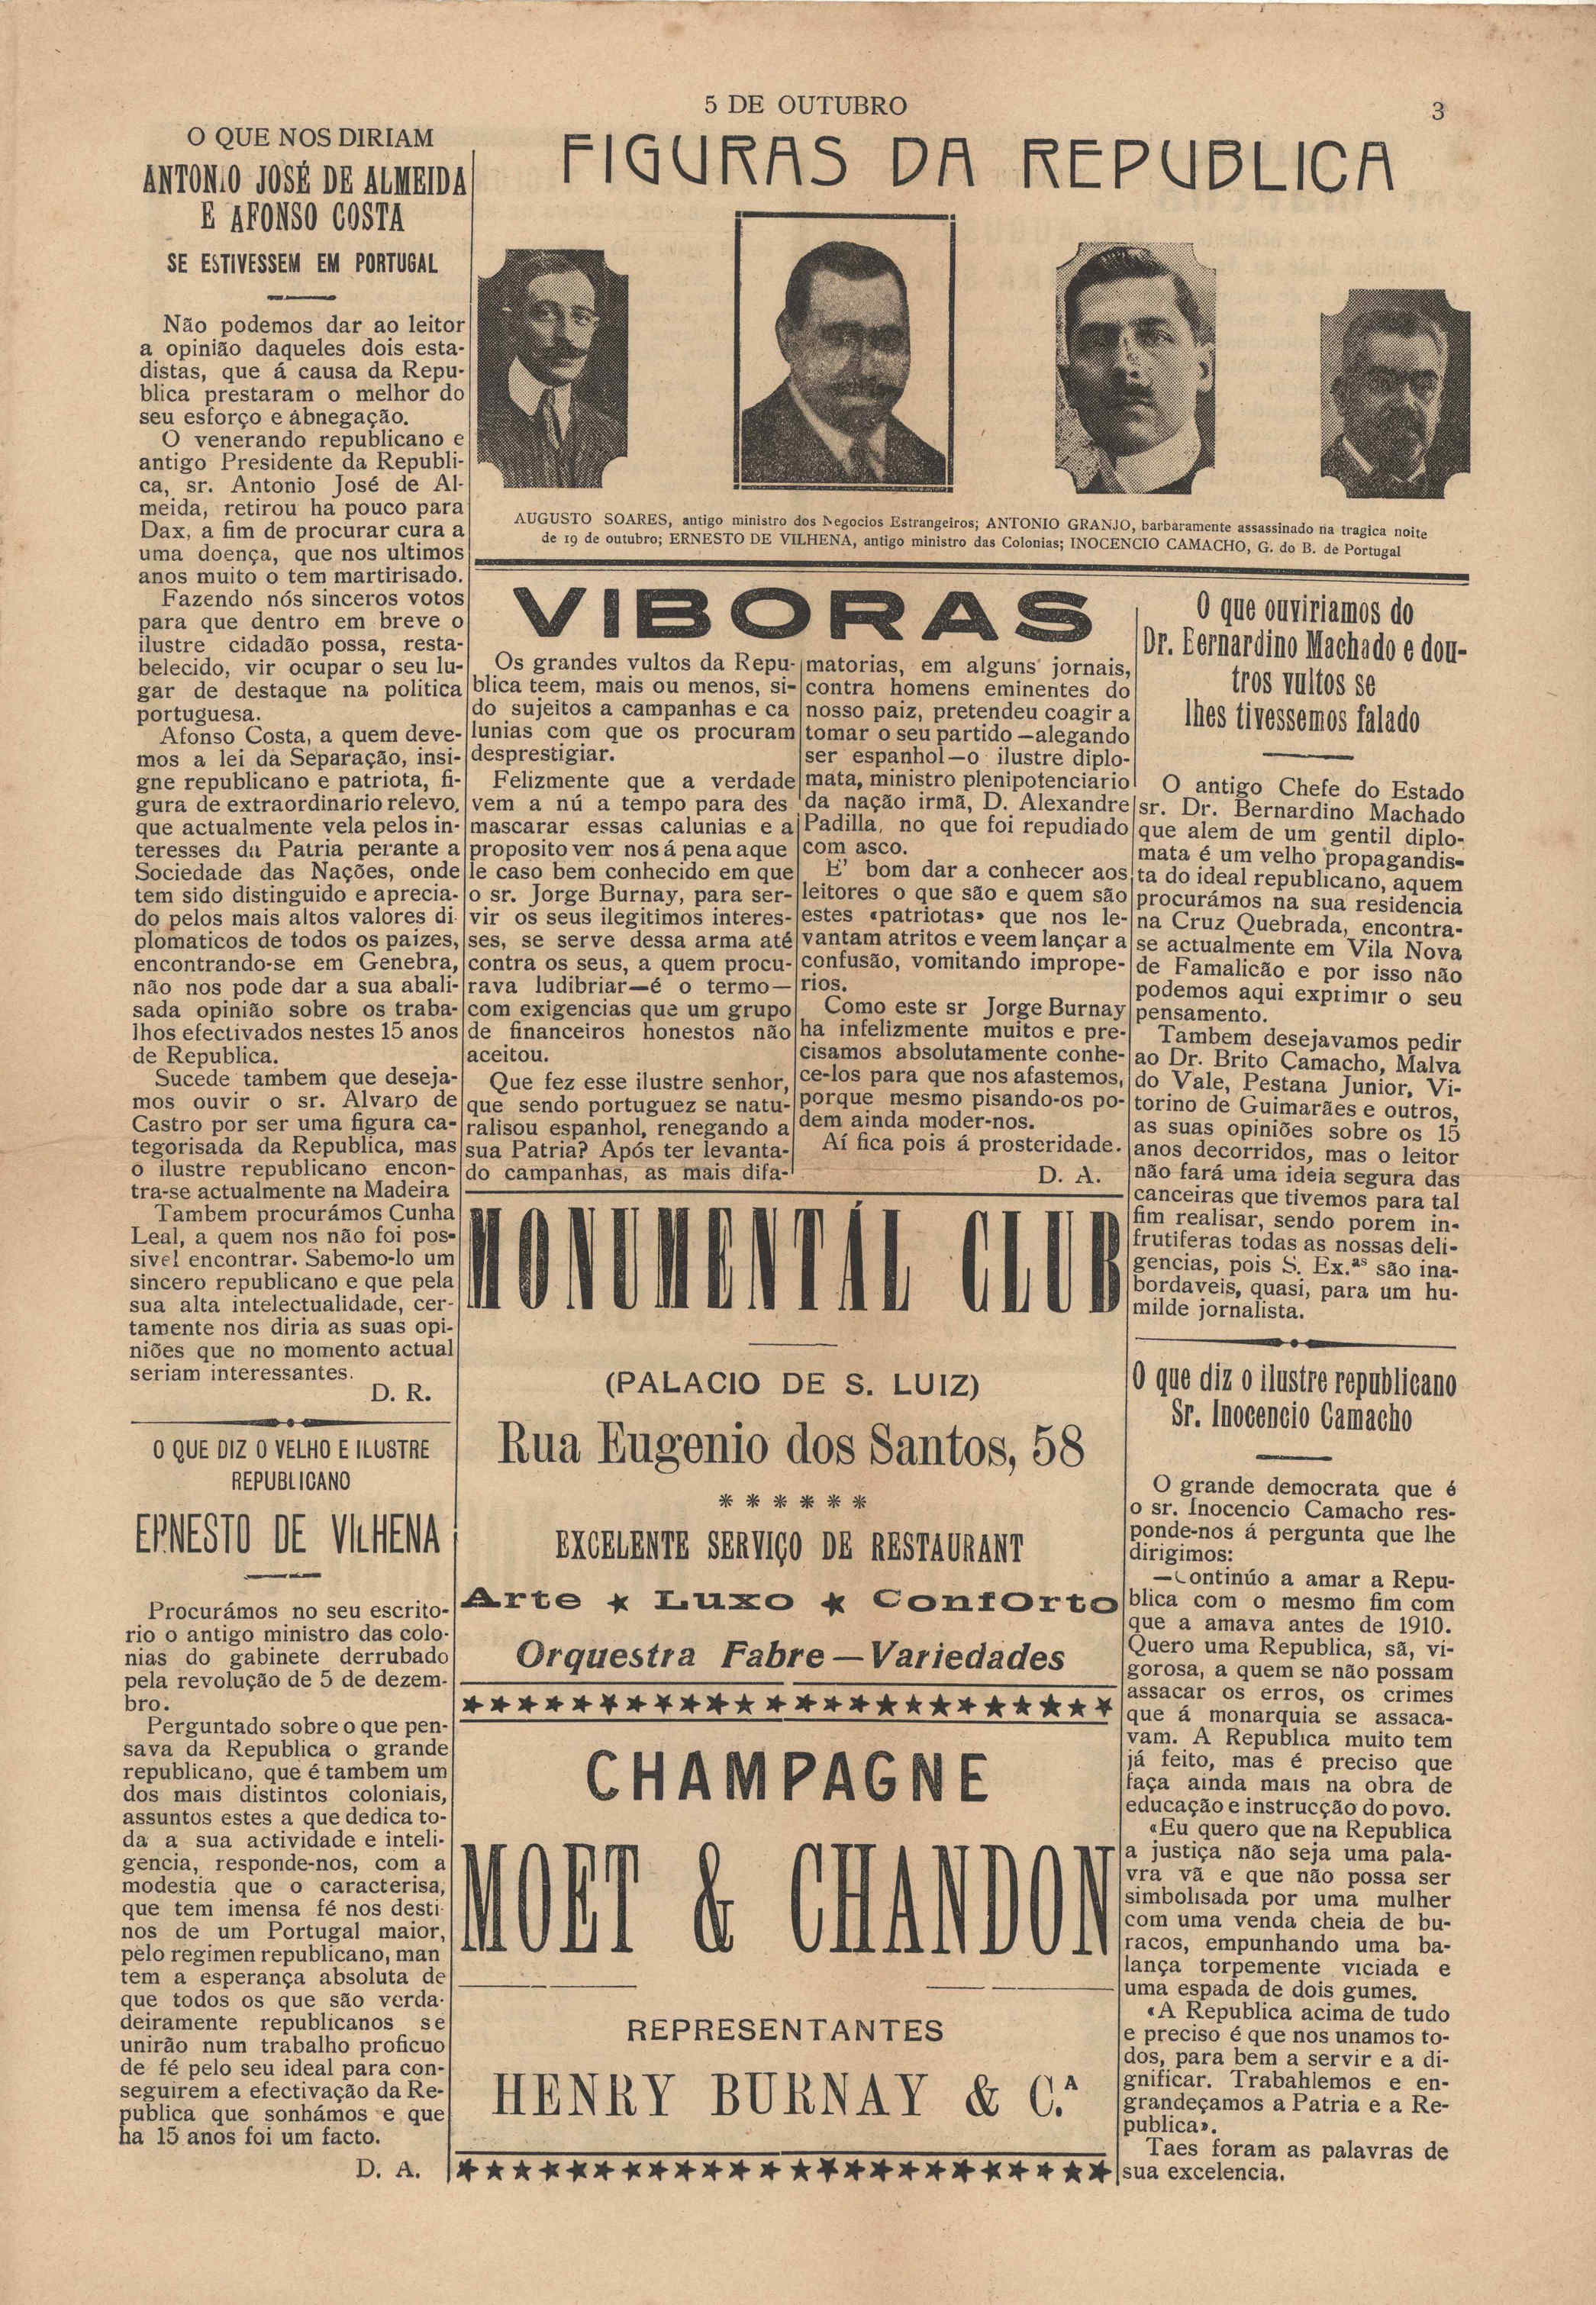 5 DE OUTUBRO
3
O QUE NOS DIRIAM
ANTONIO JOSÉ DE ALMEIDA
E AFONSO COSTA
SE ESTIVESSEM EM PORTUGAL
Não podemos dar ao leitor
a opinião daqueles dois esta-
distas, que á causa da Repu-
blica prestaram o melhor do
seu esforço e abnegação.
O venerando republicano e
antigo Presidente da Republi-
ca, sr. Antonio José de Al-
meida, retirou ha pouco para
Dax, a fim de procurar cura a
uma doença, que nos ultimos
anos muito o tem martirisado.
Fazendo nós sinceros votos
para que dentro em breve o
ilustre cidadão possa, resta-
belecido, vir ocupar o seu lu-
gar de destaque na politica
portuguesa.
Afonso Costa, a quem deve-
mos a lei da Separação, insi-
gne republicano e patriota, fi-
gura de extraordinario relevo,
que actualmente vela pelos in-
teresses da Patria perante a
Sociedade das Nações, onde
tem sido distinguido e aprecia-
do pelos mais altos valores di-
plomaticos de todos os paizes,
encontrando-se em Genebra,
não nos pode dar a sua abali-
sada opinião sobre os traba-
lhos efectivados nestes 15 anos
de Republica.
Sucede tambem que deseja-
mos ouvir o sr. Alvaro de
Castro por ser uma figura ca-
tegorisada da Republica, mas
o ilustre republicano encon-
tra-se actualmente na Madeira
Tambem procurámos Cunha
Leal, a quem nos não foi pos-
sivel encontrar. Sabemo-lo um
sincero republicano e que pela
sua alta intelectualidade, cer-
tamente nos diria as suas opi-
niões que no momento actual
seriam interessantes.
D. R.
O QUE DIZ O VELHO E ILUSTRE
REPUBLICANO
ERNESTO DE VILHENA
Procurámos no seu escrito-
rio o antigo ministro das colo-
nias do gabinete derrubado
pela revolução de 5 de dezem-
bro.
Perguntado sobre o que pen-
sava da Republica o grande
republicano, que é tambem um
dos mais distintos coloniais,
assuntos estes a que dedica to-
da a sua actividade e inteli-
gencia, responde-nos, com a
modestia que o caracterisa,
que tem imensa fé nos desti-
nos de um Portugal maior,
pelo regimen republicano, man
tem a esperança absoluta de
que todos os que são verda-
deiramente republicanos se
unirão num trabalho proficuo
de fé pelo seu ideal para con-
seguirem a efectivação da Re-
publica que sonhámos e que
ha 15 anos foi um facto.
D. A.
FIGURAS DA REPUBLICA
AUGUSTO SOARES, antigo ministro dos Negocios Estrangeiros; ANTONIO GRANJO, barbaramente assassinado na tragica noite
de 19 de outubro; ERNESTO DE VILHENA, antigo ministro das Colonias; INOCENCIO CAMACHO, G. do B. de Portugal
VIBORAS
Os grandes vultos da Repu-
blica teem, mais ou menos, si-
do sujeitos a campanhas e ca
lunias com que os procuram
desprestigiar.
Felizmente que a verdade
vem a nú a tempo para des
mascarar essas calunias e a
proposito vem nos á pena aque
le caso bem conhecido em que
o sr. Jorge Burnay, para ser-
vir os seus ilegitimos interes-
ses, se serve dessa arma até
contra os seus, a quem procu-
rava ludibriar—é o termo—
com exigencias que um grupo
de financeiros honestos não
aceitou.
Que fez esse ilustre senhor,
que sendo portuguez se natu-
ralisou espanhol, renegando a
sua Patria? Após ter levanta-
do campanhas, as mais difa-
matorias, em alguns jornais,
contra homens eminentes do
nosso paiz, pretendeu coagir a
tomar o seu partido—alegando
ser espanhol—o ilustre diplo-
mata, ministro plenipotenciario
da nação irmã, D. Alexandre
Padilla, no que foi repudiado
com asco.
E' bom dar a conhecer aos
leitores o que são e quem são
estes «patriotas» que nos le-
vantam atritos e veem lançar a
confusão, vomitando imprope-
rios.
Como este sr Jorge Burnay
ha infelizmente muitos e pre-
cisamos absolutamente conhe-
ce-los para que nos afastemos,
porque mesmo pisando-os po-
dem ainda moder-nos.
Aí fica pois á prosteridade.
D. A.
MONUMENTÁL CLUB
(PALACIO DE S. LUIZ)
Rua Eugenio dos Santos, 58
* * * * * *
EXCELENTE SERVIÇO DE RESTAURANT
Arte ★ Luxo ★ ConfOrto
Orquestra Fabre—Variedades
CHAMPAGNE
MOET & CHANDON
REPRESENTANTES
HENRY BURNAY & C.ᴬ
O que ouviriamos do
Dr. Bernardino Machado e dou-
tros vultos se
lhes tivessemos falado
O antigo Chefe do Estado
sr. Dr. Bernardino Machado
que alem de um gentil diplo-
mata é um velho propagandis-
ta do ideal republicano, aquem
procurámos na sua residencia
na Cruz Quebrada, encontra-
se actualmente em Vila Nova
de Famalicão e por isso não
podemos aqui exprimir o seu
pensamento.
Tambem desejavamos pedir
ao Dr. Brito Camacho, Malva
do Vale, Pestana Junior, Vi-
torino de Guimarães e outros,
as suas opiniões sobre os 15
anos decorridos, mas o leitor
não fará uma ideia segura das
canceiras que tivemos para tal
fim realisar, sendo porem in-
frutiferas todas as nossas deli-
gencias, pois S. Ex.ᵃˢ são ina-
bordaveis, quasi, para um hu-
milde jornalista.
O que diz o ilustre republicano
Sr. Inocencio Camacho
O grande democrata que é
o sr. Inocencio Camacho res-
ponde-nos á pergunta que lhe
dirigimos:
—Continúo a amar a Repu-
blica com o mesmo fim com
que a amava antes de 1910.
Quero uma Republica, sã, vi-
gorosa, a quem se não possam
assacar os erros, os crimes
que á monarquia se assaca-
vam. A Republica muito tem
já feito, mas é preciso que
faça ainda mais na obra de
educação e instrucção do povo.
«Eu quero que na Republica
a justiça não seja uma pala-
vra vã e que não possa ser
simbolisada por uma mulher
com uma venda cheia de bu-
racos, empunhando uma ba-
lança torpemente viciada e
uma espada de dois gumes.
«A Republica acima de tudo
e preciso é que nos unamos to-
dos, para bem a servir e a di-
gnificar. Trabahlemos e en-
grandeçamos a Patria e a Re-
publica».
Taes foram as palavras de
sua excelencia.